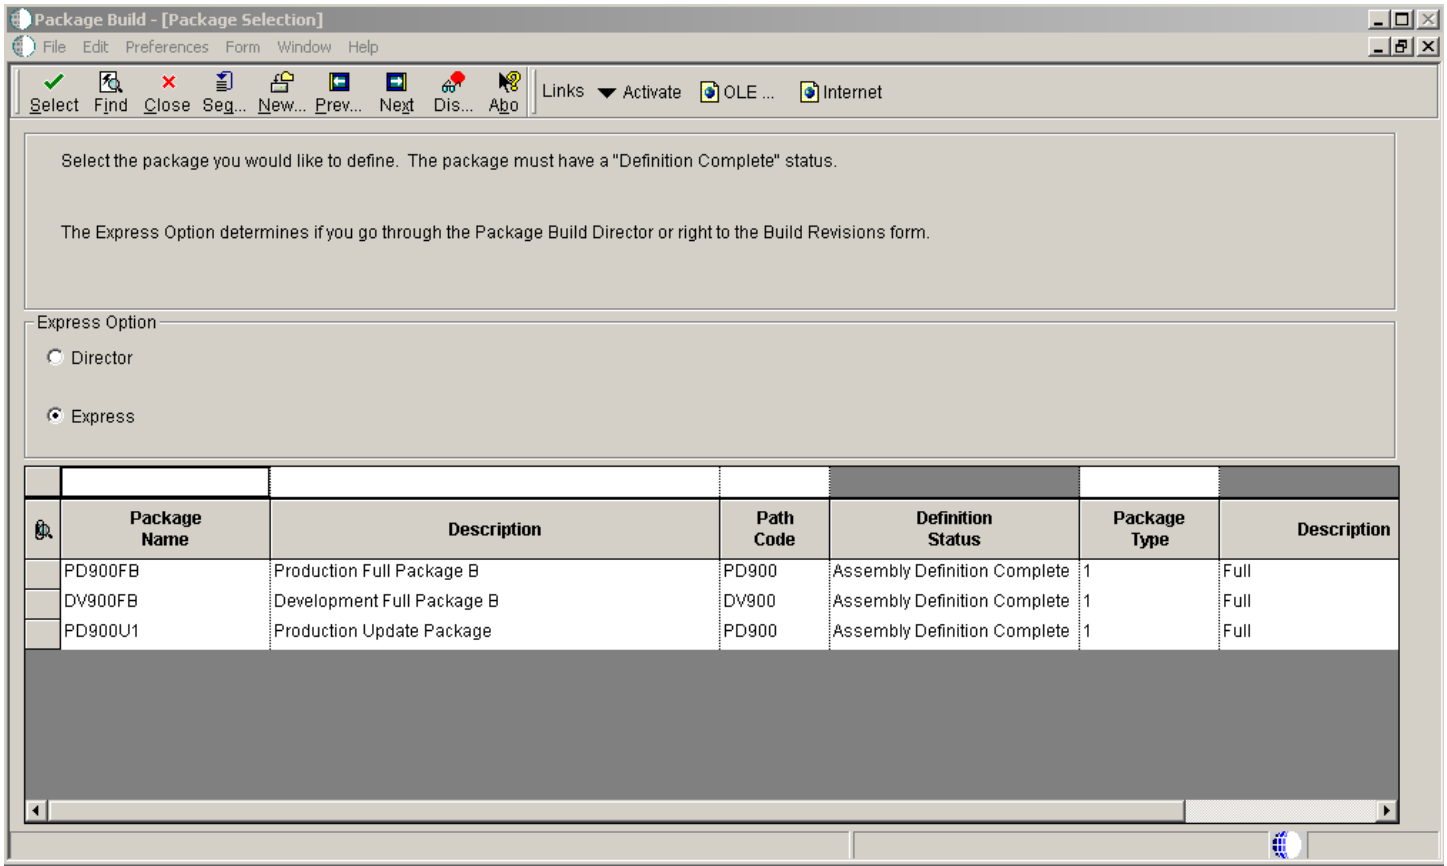 Package Build - [Package Selection]
File Edit Preferences Form Window Help
Select Find Close Seq... New... Prev... Next Dis... Abo Links Activate OLE ... Internet
Select the package you would like to define. The package must have a "Definition Complete" status.
The Express Option determines if you go through the Package Build Director or right to the Build Revisions form.
Express Option
Director
Express
Package Name Description Path Code Definition Status Package Type Description
PD900FB Production Full Package B PD900 Assembly Definition Complete 1 Full
DV900FB Development Full Package B DV900 Assembly Definition Complete 1 Full
PD900U1 Production Update Package PD900 Assembly Definition Complete 1 Full